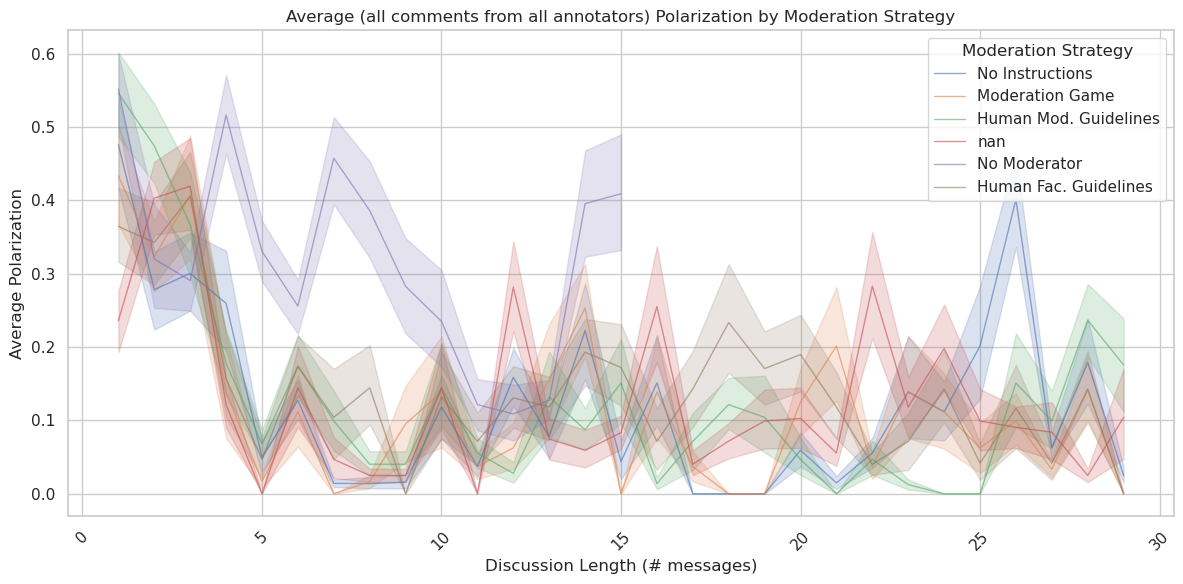 Average (all comments from all annotators) Polarization by Moderation Strategy
Moderation Strategy
No Instructions
Moderation Game
Human Mod. Guidelines
nan
No Moderator
Human Fac. Guidelines
Average Polarization
0.6
0.5
0.4
0.3
0.2
0.1
0.0
0
5
10
15
20
25
30
Discussion Length (# messages)